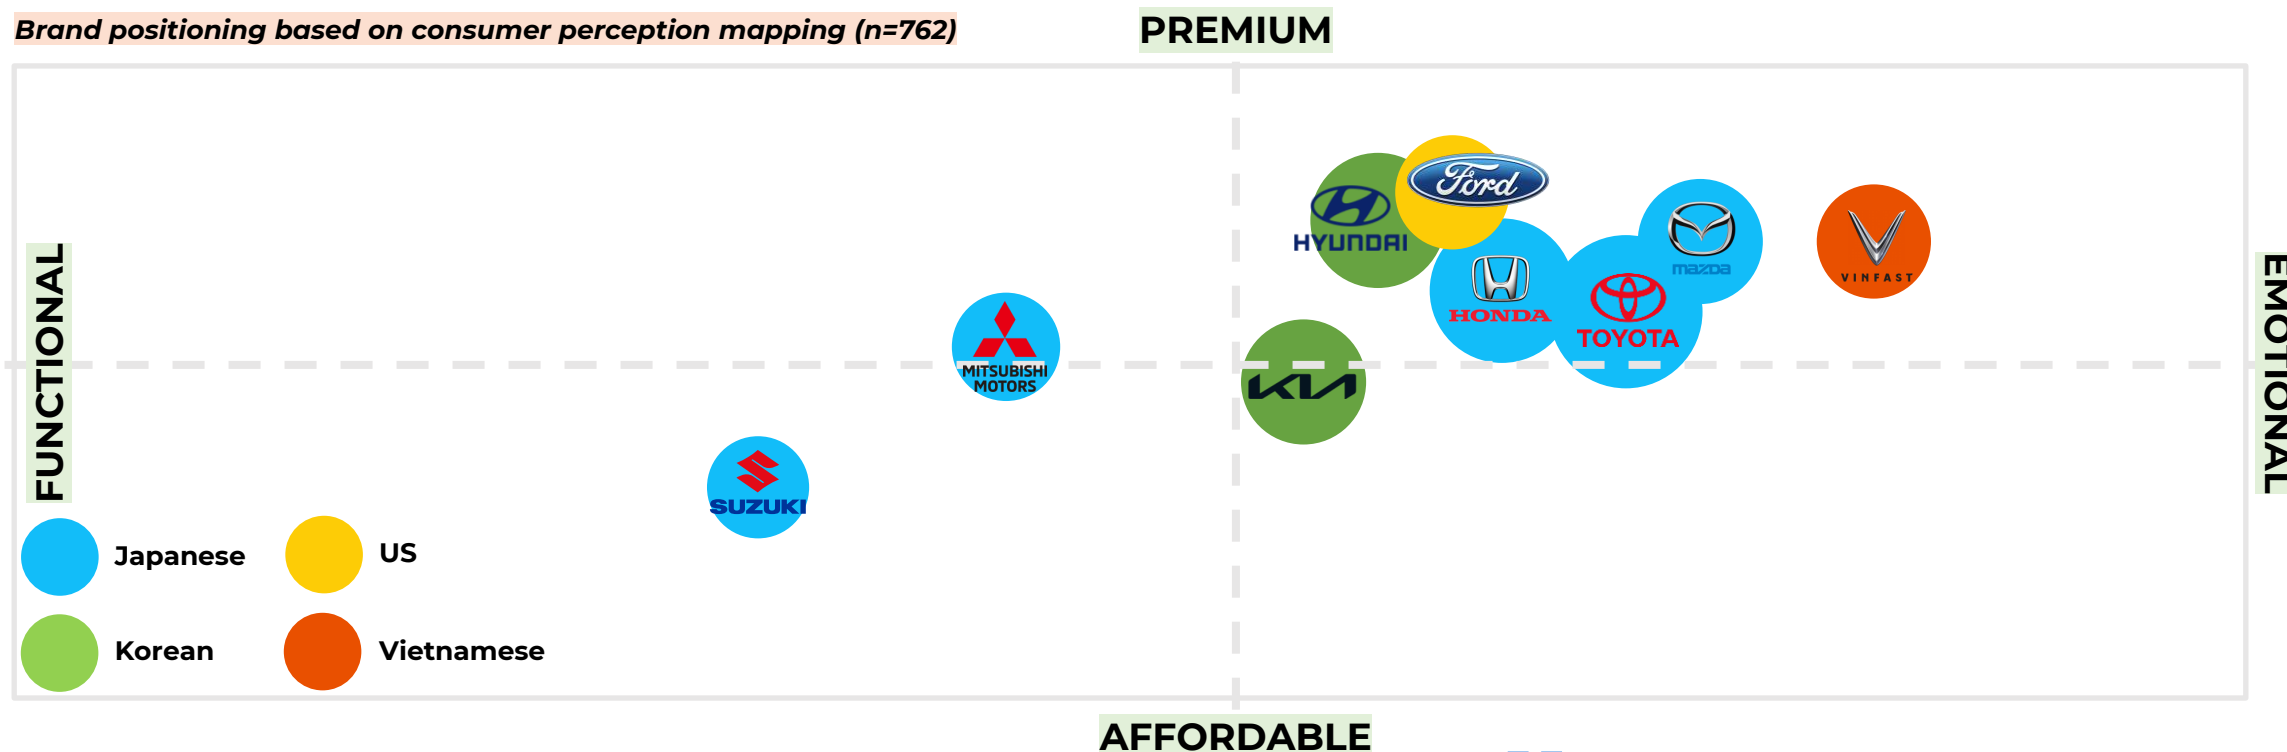 Brand positioning based on consumer perception mapping (n=762)
PREMIUM
FUNCTIONAL
EMOTIONAL
Ford
HYUNDAI
HONDA
TOYOTA
mazda
VINFAST
MITSUBISHI
MOTORS
KIA
SUZUKI
Japanese
US
Korean
Vietnamese
AFFORDABLE